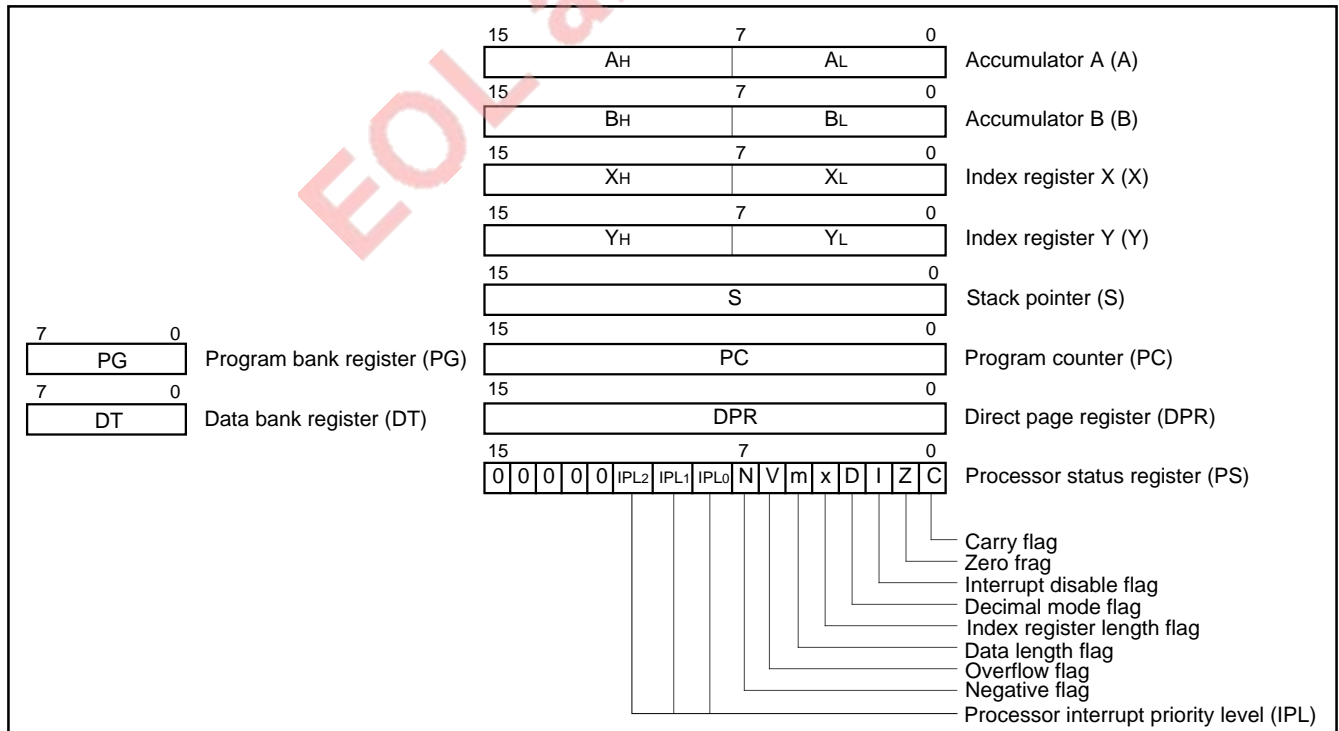 EOL a
15 7 0
AH AL Accumulator A (A)
15 7 0
BH BL Accumulator B (B)
15 7 0
XH XL Index register X (X)
15 7 0
YH YL Index register Y (Y)
15 0
S Stack pointer (S)
7 0 15 0
PG Program bank register (PG) PC Program counter (PC)
7 0 15 0
DT Data bank register (DT) DPR Direct page register (DPR)
15 7 0
0 0 0 0 0 IPL2 IPL1 IPL0 N V m x D I Z C Processor status register (PS)
Carry flag
Zero frag
Interrupt disable flag
Decimal mode flag
Index register length flag
Data length flag
Overflow flag
Negative flag
Processor interrupt priority level (IPL)